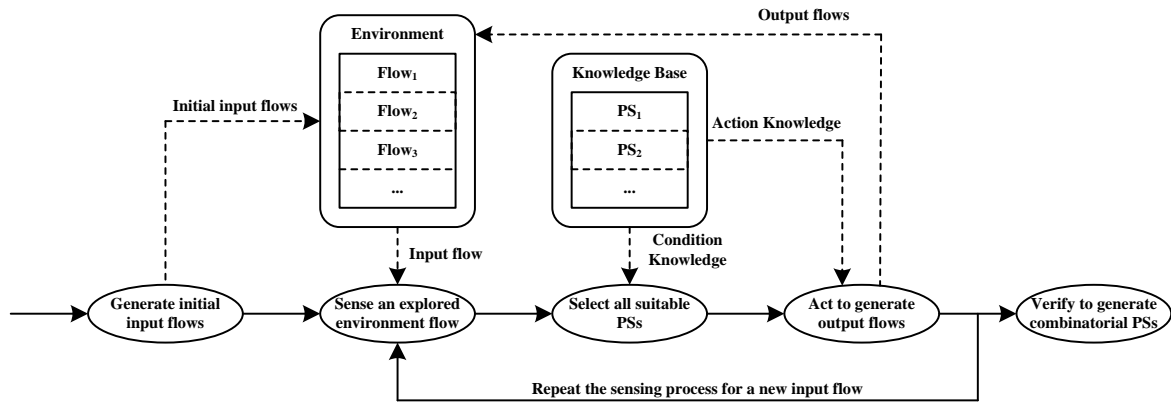 Output flows
Environment
Flow1
Flow2
Flow3
...
Knowledge Base
PS1
PS2
...
Initial input flows
Action Knowledge
Input flow
Condition
Knowledge
Generate initial
input flows
Sense an explored
environment flow
Select all suitable
PSs
Act to generate
output flows
Verify to generate
combinatorial PSs
Repeat the sensing process for a new input flow